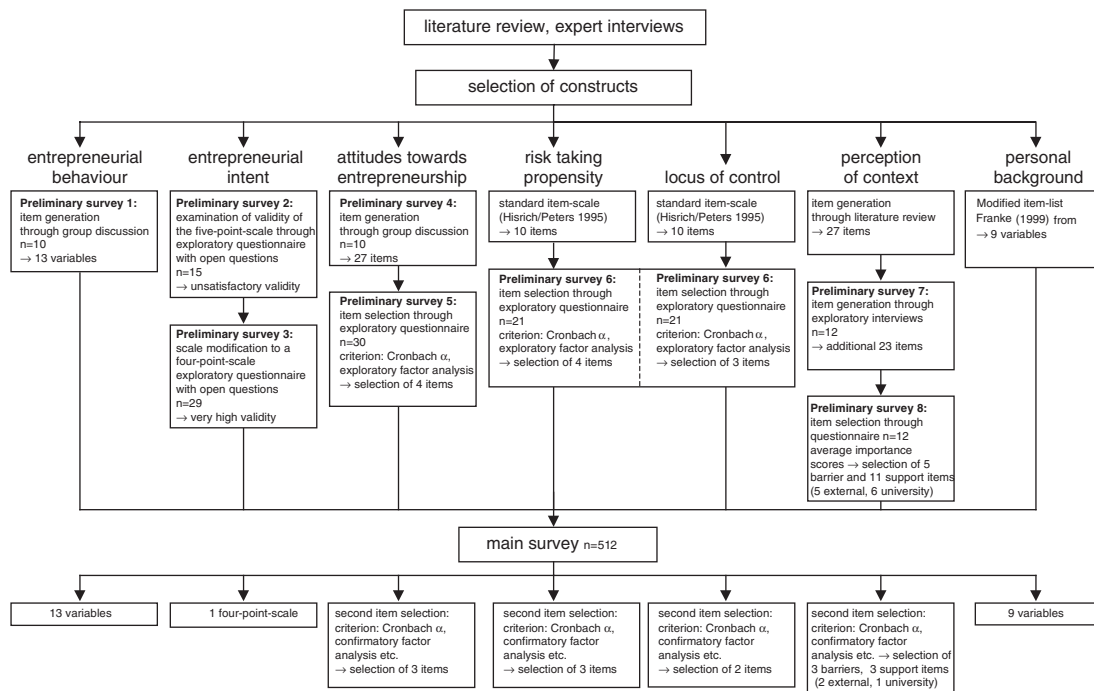 literature review, expert interviews
selection of constructs
entrepreneurial
behaviour
Preliminary survey 1:
item generation
through group discussion
n=10
→ 13 variables
entrepreneurial
intent
Preliminary survey 2:
examination of validity of
the five-point-scale through
exploratory questionnaire
with open questions
n=15
→ unsatisfactory validity
Preliminary survey 3:
scale modification to a
four-point-scale
exploratory questionnaire
with open questions
n=29
→ very high validity
attitudes towards
entrepreneurship
Preliminary survey 4:
item generation
through group discussion
n=10
→ 27 items
Preliminary survey 5:
item selection through
exploratory questionnaire
n=30
criterion: Cronbach α,
exploratory factor analysis
→ selection of 4 items
risk taking
propensity
standard item-scale
(Hisrich/Peters 1995)
→ 10 items
Preliminary survey 6:
item selection through
exploratory questionnaire
n=21
criterion: Cronbach α,
exploratory factor analysis
→ selection of 4 items
locus of control
standard item-scale
(Hisrich/Peters 1995)
→ 10 items
Preliminary survey 6:
item selection through
exploratory questionnaire
n=21
criterion: Cronbach α,
exploratory factor analysis
→ selection of 3 items
perception
of context
item generation
through literature review
→ 27 items
Preliminary survey 7:
item generation through
exploratory interviews
n=12
→ additional 23 items
Preliminary survey 8:
item selection through
questionnaire n=12
average importance
scores → selection of 5
barrier and 11 support items
(5 external, 6 university)
personal
background
Modified item-list
Franke (1999) from
→ 9 variables
main survey n=512
13 variables
1 four-point-scale
second item selection:
criterion: Cronbach α,
confirmatory factor
analysis etc.
→ selection of 3 items
second item selection:
criterion: Cronbach α,
confirmatory factor
analysis etc.
→ selection of 3 items
second item selection:
criterion: Cronbach α,
confirmatory factor
analysis etc.
→ selection of 2 items
second item selection:
criterion: Cronbach α,
confirmatory factor
analysis etc. → selection of
3 barriers, 3 support items
(2 external, 1 university)
9 variables